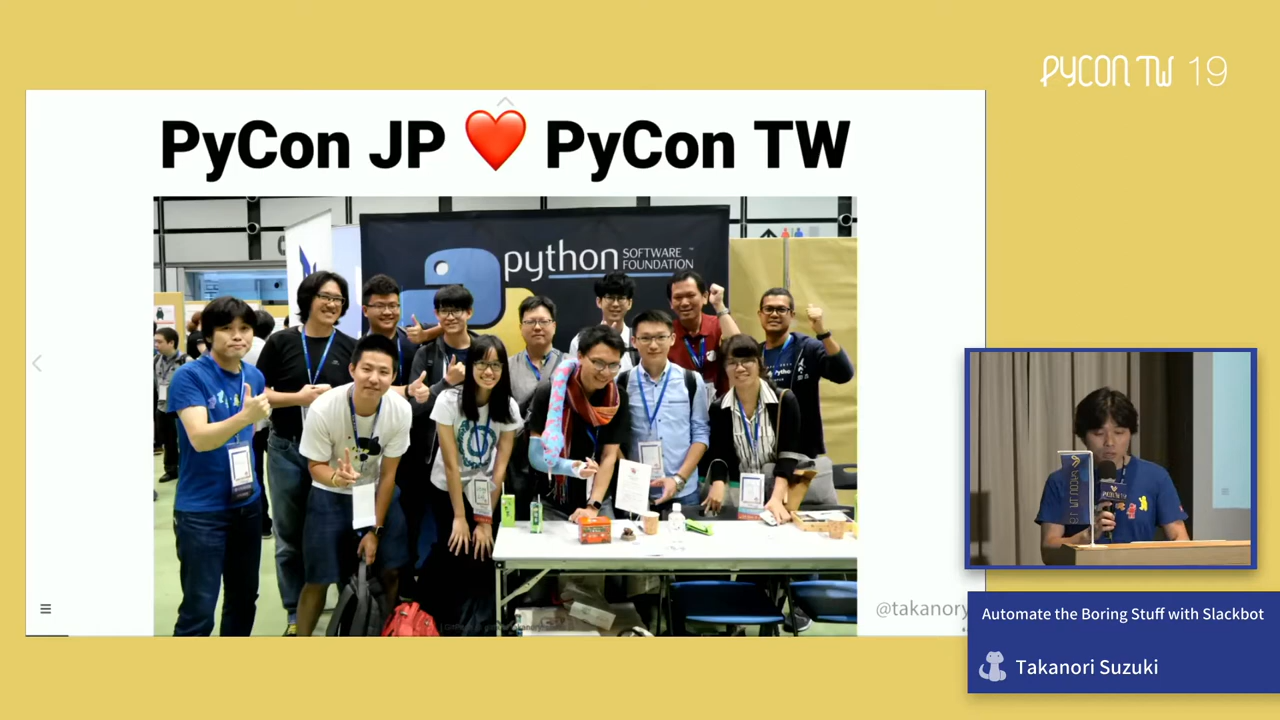 PYCON TW 19
PyCon JP ❤️ PyCon TW
python SOFTWARE FOUNDATION
@takanory
Automate the Boring Stuff with Slackbot
Takanori Suzuki